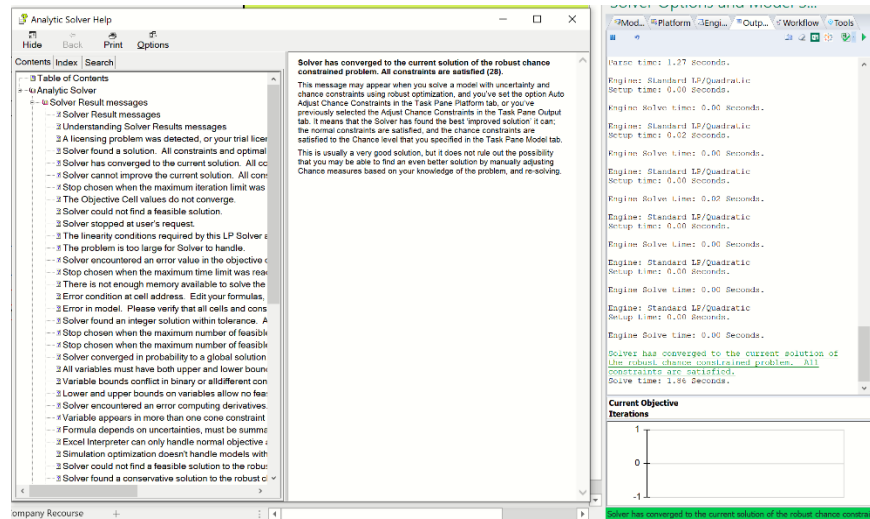 Analytic Solver Help
Hide Back Print Options
Contents Index Search
Table of Contents
Analytic Solver
Solver Result messages
Solver Result messages
Understanding Solver Results messages
A licensing problem was detected, or your trial licen
Solver found a solution. All constraints and optimal
Solver has converged to the current solution. All co
Solver cannot improve the current solution. All cons
Stop chosen when the maximum iteration limit was
The Objective Cell values do not converge.
Solver could not find a feasible solution.
Solver stopped at user's request.
The linearity conditions required by this LP Solver a
The problem is too large for Solver to handle.
Solver encountered an error value in the objective c
Stop chosen when the maximum time limit was reac
There is not enough memory available to solve the
Error condition at cell address. Edit your formulas,
Error in model. Please verify that all cells and cons
Solver found an integer solution within tolerance. A
Stop chosen when the maximum number of feasible
Stop chosen when the maximum number of feasible
Solver converged in probability to a global solution
All variables must have both upper and lower boun
Variable bounds conflict in binary or alldifferent con
Lower and upper bounds on variables allow no feas
Solver encountered an error computing derivatives.
Variable appears in more than one cone constraint
Formula depends on uncertainties, must be summa
Excel Interpreter can only handle normal objective a
Simulation optimization doesn't handle models with
Solver could not find a feasible solution to the robus
Solver found a conservative solution to the robust c
Solver has converged to the current solution of the robust chance
constrained problem. All constraints are satisfied (28).
This message may appear when you solve a model with uncertainty and
chance constraints using robust optimization, and you've set the option Auto
Adjust Chance Constraints in the Task Pane Platform tab, or you've
previously selected the Adjust Chance Constraints in the Task Pane Output
tab. It means that the Solver has found the best 'improved solution' it can;
the normal constraints are satisfied, and the chance constraints are
satisfied to the Chance level that you specified in the Task Pane Model tab.
This is usually a very good solution, but it does not rule out the possibility
that you may be able to find an even better solution by manually adjusting
Chance measures based on your knowledge of the problem, and re-solving.
ompany Recourse +
Solver Options and Model S...
Mod... Platform Engi... Outp... Workflow Tools
Parse time: 1.27 Seconds.
Engine: Standard LP/Quadratic
Setup time: 0.00 Seconds.
Engine Solve time: 0.00 Seconds.
Engine: Standard LP/Quadratic
Setup time: 0.02 Seconds.
Engine Solve time: 0.00 Seconds.
Engine: Standard LP/Quadratic
Setup time: 0.00 Seconds.
Engine Solve time: 0.02 Seconds.
Engine: Standard LP/Quadratic
Setup time: 0.00 Seconds.
Engine Solve time: 0.00 Seconds.
Engine: Standard LP/Quadratic
Setup time: 0.00 Seconds.
Engine Solve time: 0.00 Seconds.
Engine: Standard LP/Quadratic
Setup time: 0.00 Seconds.
Engine Solve time: 0.00 Seconds.
Solver has converged to the current solution of
the robust chance constrained problem. All
constraints are satisfied.
Solve time: 1.86 Seconds.
Current Objective
Iterations
1
0
-1
Solver has converged to the current solution of the robust chance constra